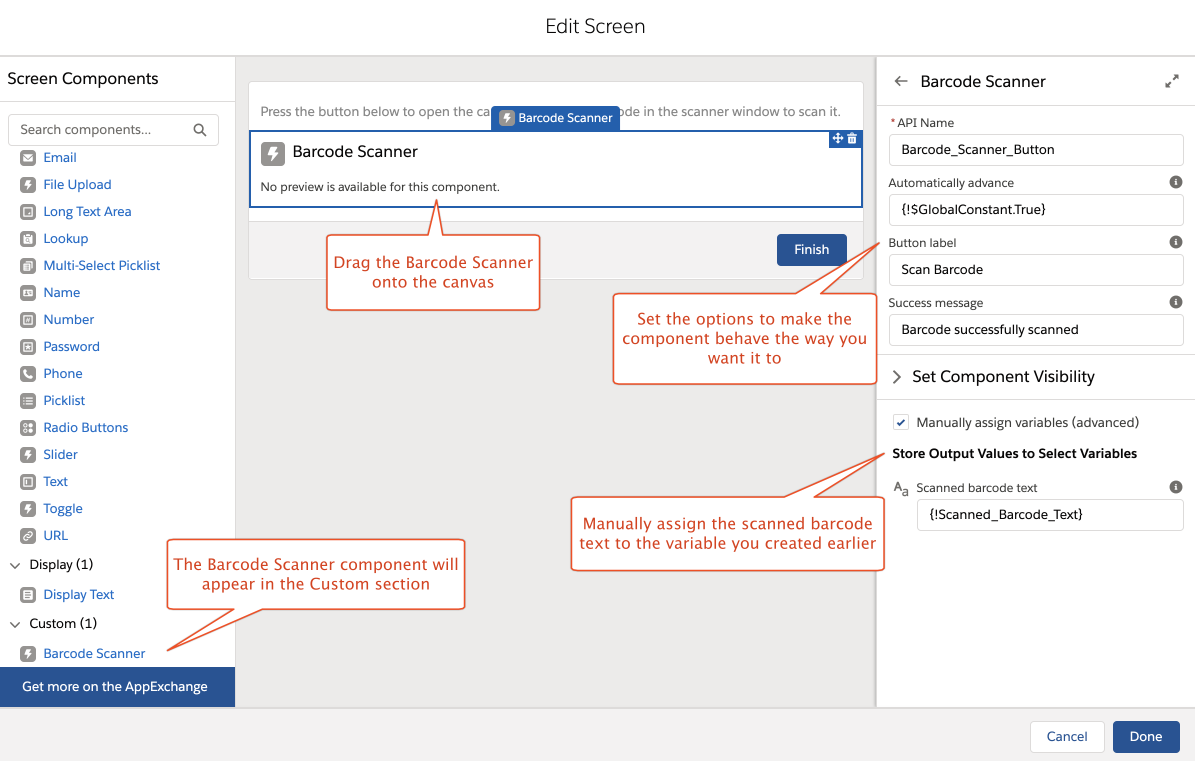 Edit Screen
Screen Components
Search components...
Email
File Upload
Long Text Area
Lookup
Multi-Select Picklist
Name
Number
Password
Phone
Picklist
Radio Buttons
Slider
Text
Toggle
URL
Display (1)
Display Text
Custom (1)
Barcode Scanner
Get more on the AppExchange
The Barcode Scanner component will
appear in the Custom section
Press the button below to open the ca ode in the scanner window to scan it.
Barcode Scanner
Barcode Scanner
No preview is available for this component.
Finish
Drag the Barcode Scanner
onto the canvas
Set the options to make the
component behave the way you
want it to
Manually assign the scanned barcode
text to the variable you created earlier
Barcode Scanner
*API Name
Barcode_Scanner_Button
Automatically advance
{!$GlobalConstant.True}
Button label
Scan Barcode
Success message
Barcode successfully scanned
Set Component Visibility
Manually assign variables (advanced)
Store Output Values to Select Variables
Aa Scanned barcode text
{!Scanned_Barcode_Text}
Cancel
Done